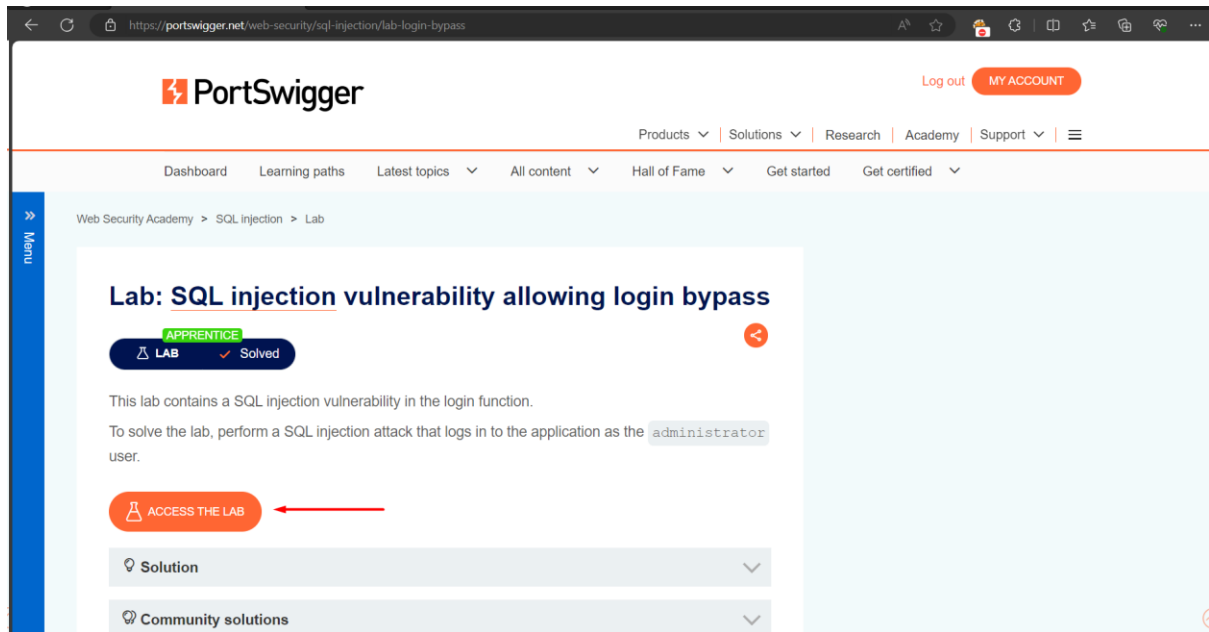 https://portswigger.net/web-security/sql-injection/lab-login-bypass
PortSwigger
Log out MY ACCOUNT
Products Solutions Research Academy Support
Dashboard Learning paths Latest topics All content Hall of Fame Get started Get certified
Menu
Web Security Academy > SQL injection > Lab
Lab: SQL injection vulnerability allowing login bypass
APPRENTICE
LAB Solved
This lab contains a SQL injection vulnerability in the login function.
To solve the lab, perform a SQL injection attack that logs in to the application as the administrator
user.
ACCESS THE LAB
Solution
Community solutions